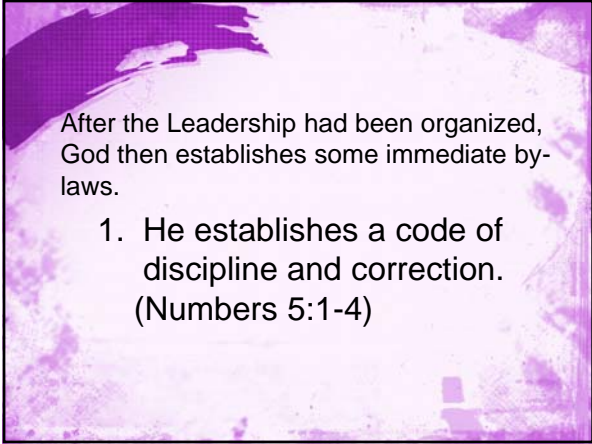 After the Leadership had been organized,
God then establishes some immediate by-
laws.
1. He establishes a code of
discipline and correction.
(Numbers 5:1-4)